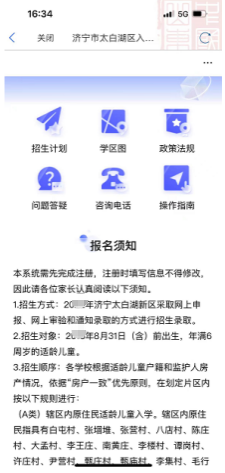 16:34
5G
关闭 济宁市太白湖区入...
招生计划 学区图 政策法规
问题答疑 咨询电话 操作指南
报名须知
本系统需先完成注册，注册时填写信息不得修改，
因此请各位家长认真阅读以下须知。
1.招生方式：20 年济宁太白湖新区采取网上申
报、网上审验和通知录取的方式进行招生录取。
2.招生对象：20 年8月31日（含）前出生，年满6
周岁的适龄儿童。
3.招生顺序：各学校根据适龄儿童户籍和监护人房
产情况，依据“房户一致”优先原则，在划定片区内
按以下规则进行：
（A类）辖区内原住民适龄儿童入学。辖区内原住
民指具有白屯村、张垍堆、张营村、八店村、陈庄
村、大孟村、李王庄、南黄庄、李楼村、谭岗村、
许庄村、尹营村、甄庄村、甄庙村、李集村、毛行